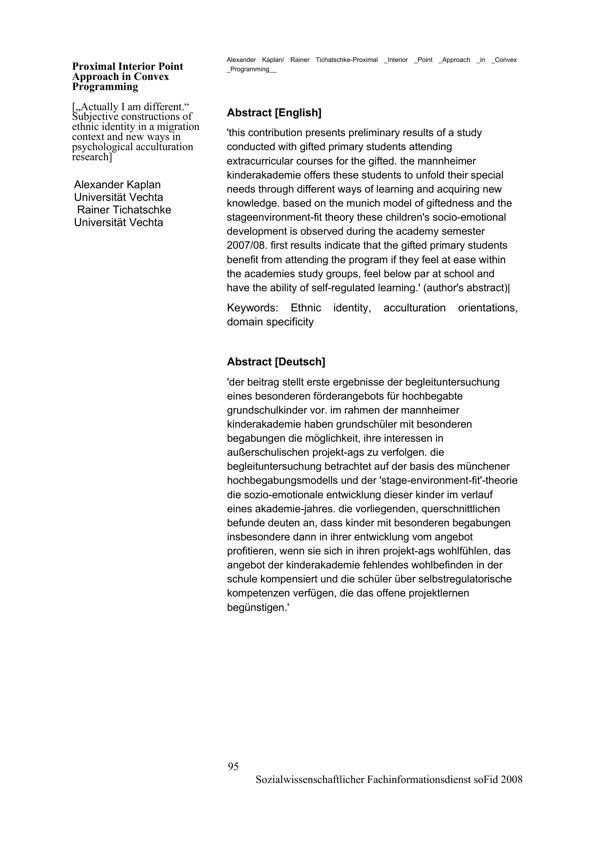 Proximal Interior Point
Approach in Convex
Programming
[„Actually I am different.“
Subjective constructions of
ethnic identity in a migration
context and new ways in
psychological acculturation
research]
Alexander Kaplan
Universität Vechta
Rainer Tichatschke
Universität Vechta
Alexander Kaplan/ Rainer Tichatschke-Proximal _Interior _Point _Approach _in _Convex
_Programming__
Abstract [English]
'this contribution presents preliminary results of a study
conducted with gifted primary students attending
extracurricular courses for the gifted. the mannheimer
kinderakademie offers these students to unfold their special
needs through different ways of learning and acquiring new
knowledge. based on the munich model of giftedness and the
stageenvironment-fit theory these children's socio-emotional
development is observed during the academy semester
2007/08. first results indicate that the gifted primary students
benefit from attending the program if they feel at ease within
the academies study groups, feel below par at school and
have the ability of self-regulated learning.' (author's abstract)|
Keywords: Ethnic identity, acculturation orientations,
domain specificity
Abstract [Deutsch]
'der beitrag stellt erste ergebnisse der begleituntersuchung
eines besonderen förderangebots für hochbegabte
grundschulkinder vor. im rahmen der mannheimer
kinderakademie haben grundschüler mit besonderen
begabungen die möglichkeit, ihre interessen in
außerschulischen projekt-ags zu verfolgen. die
begleituntersuchung betrachtet auf der basis des münchener
hochbegabungsmodells und der 'stage-environment-fit'-theorie
die sozio-emotionale entwicklung dieser kinder im verlauf
eines akademie-jahres. die vorliegenden, querschnittlichen
befunde deuten an, dass kinder mit besonderen begabungen
insbesondere dann in ihrer entwicklung vom angebot
profitieren, wenn sie sich in ihren projekt-ags wohlfühlen, das
angebot der kinderakademie fehlendes wohlbefinden in der
schule kompensiert und die schüler über selbstregulatorische
kompetenzen verfügen, die das offene projektlernen
begünstigen.'
95
Sozialwissenschaftlicher Fachinformationsdienst soFid 2008